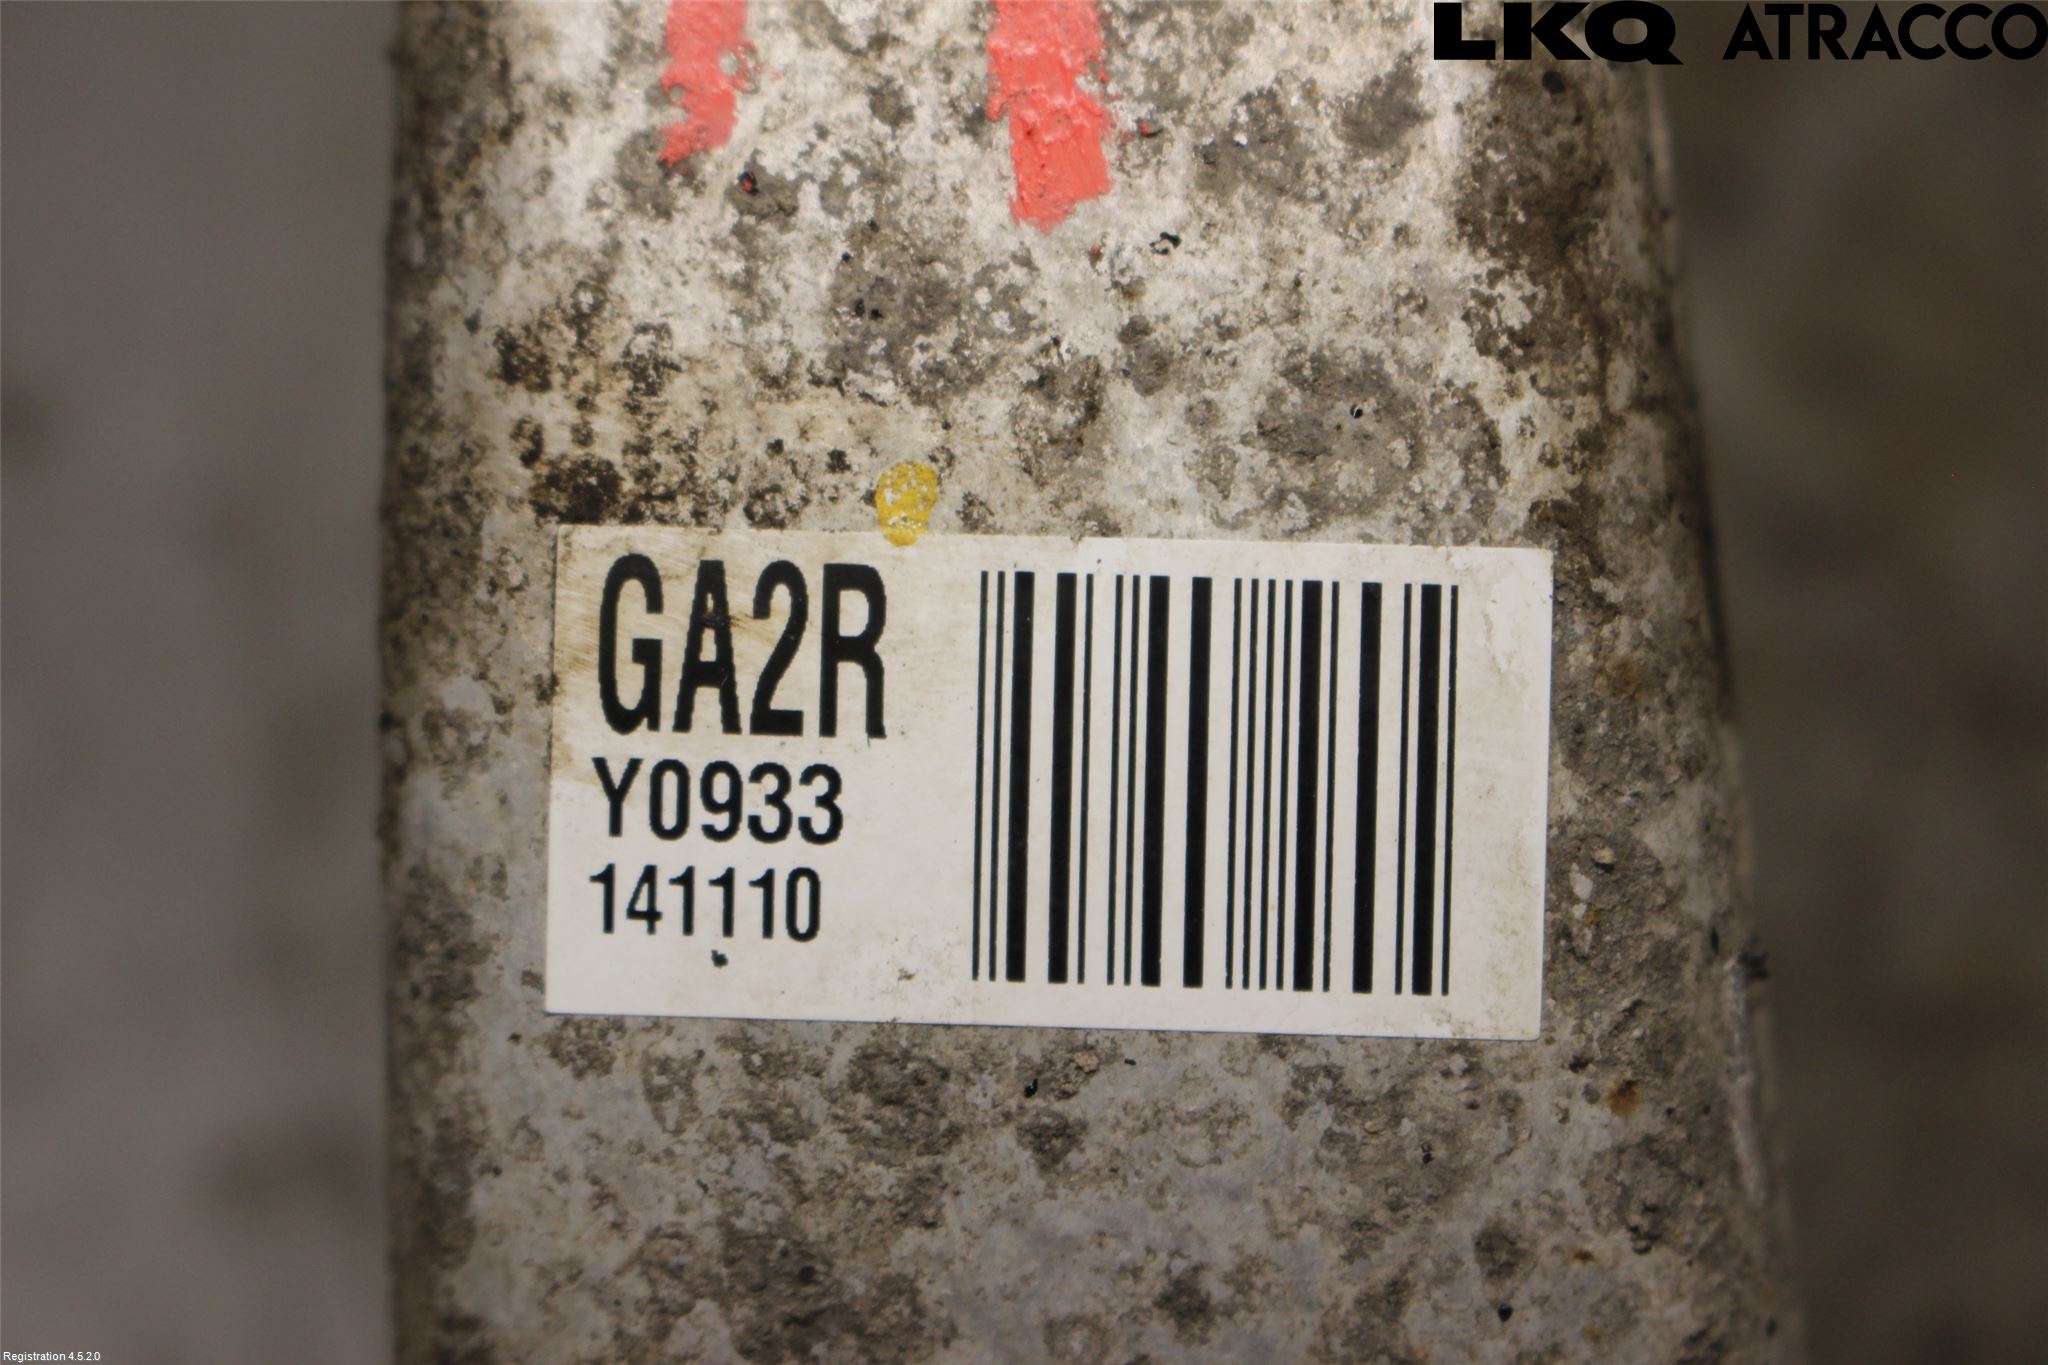 LKQ ATRACCO
GA2R
Y0933
141110
Registration 4.5.2.0